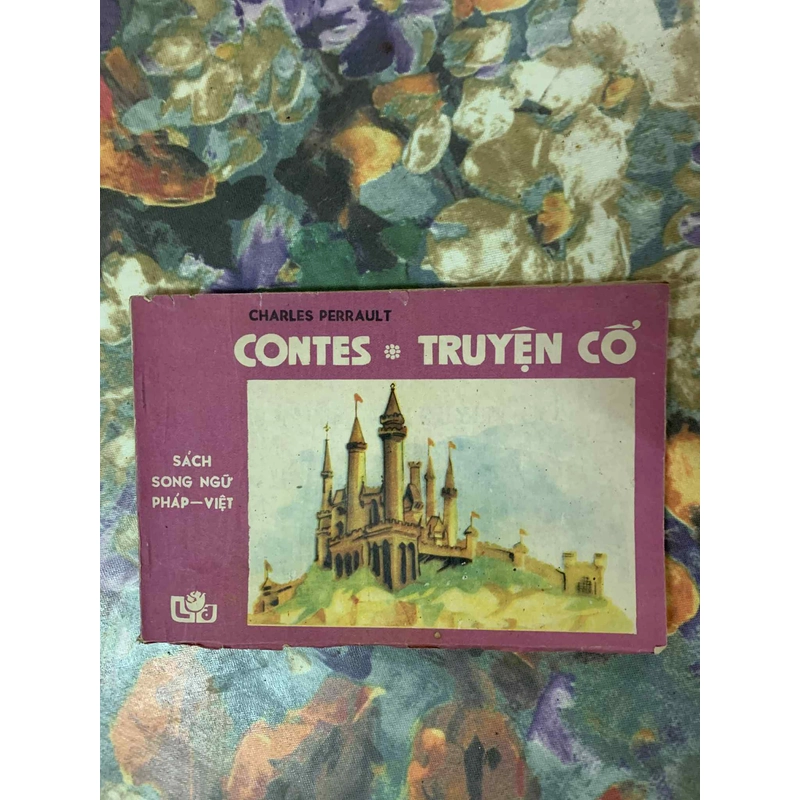 CHARLES PERRAULT
CONTES * TRUYỆN CỔ
SÁCH
SONG NGỮ
PHÁP—VIỆT